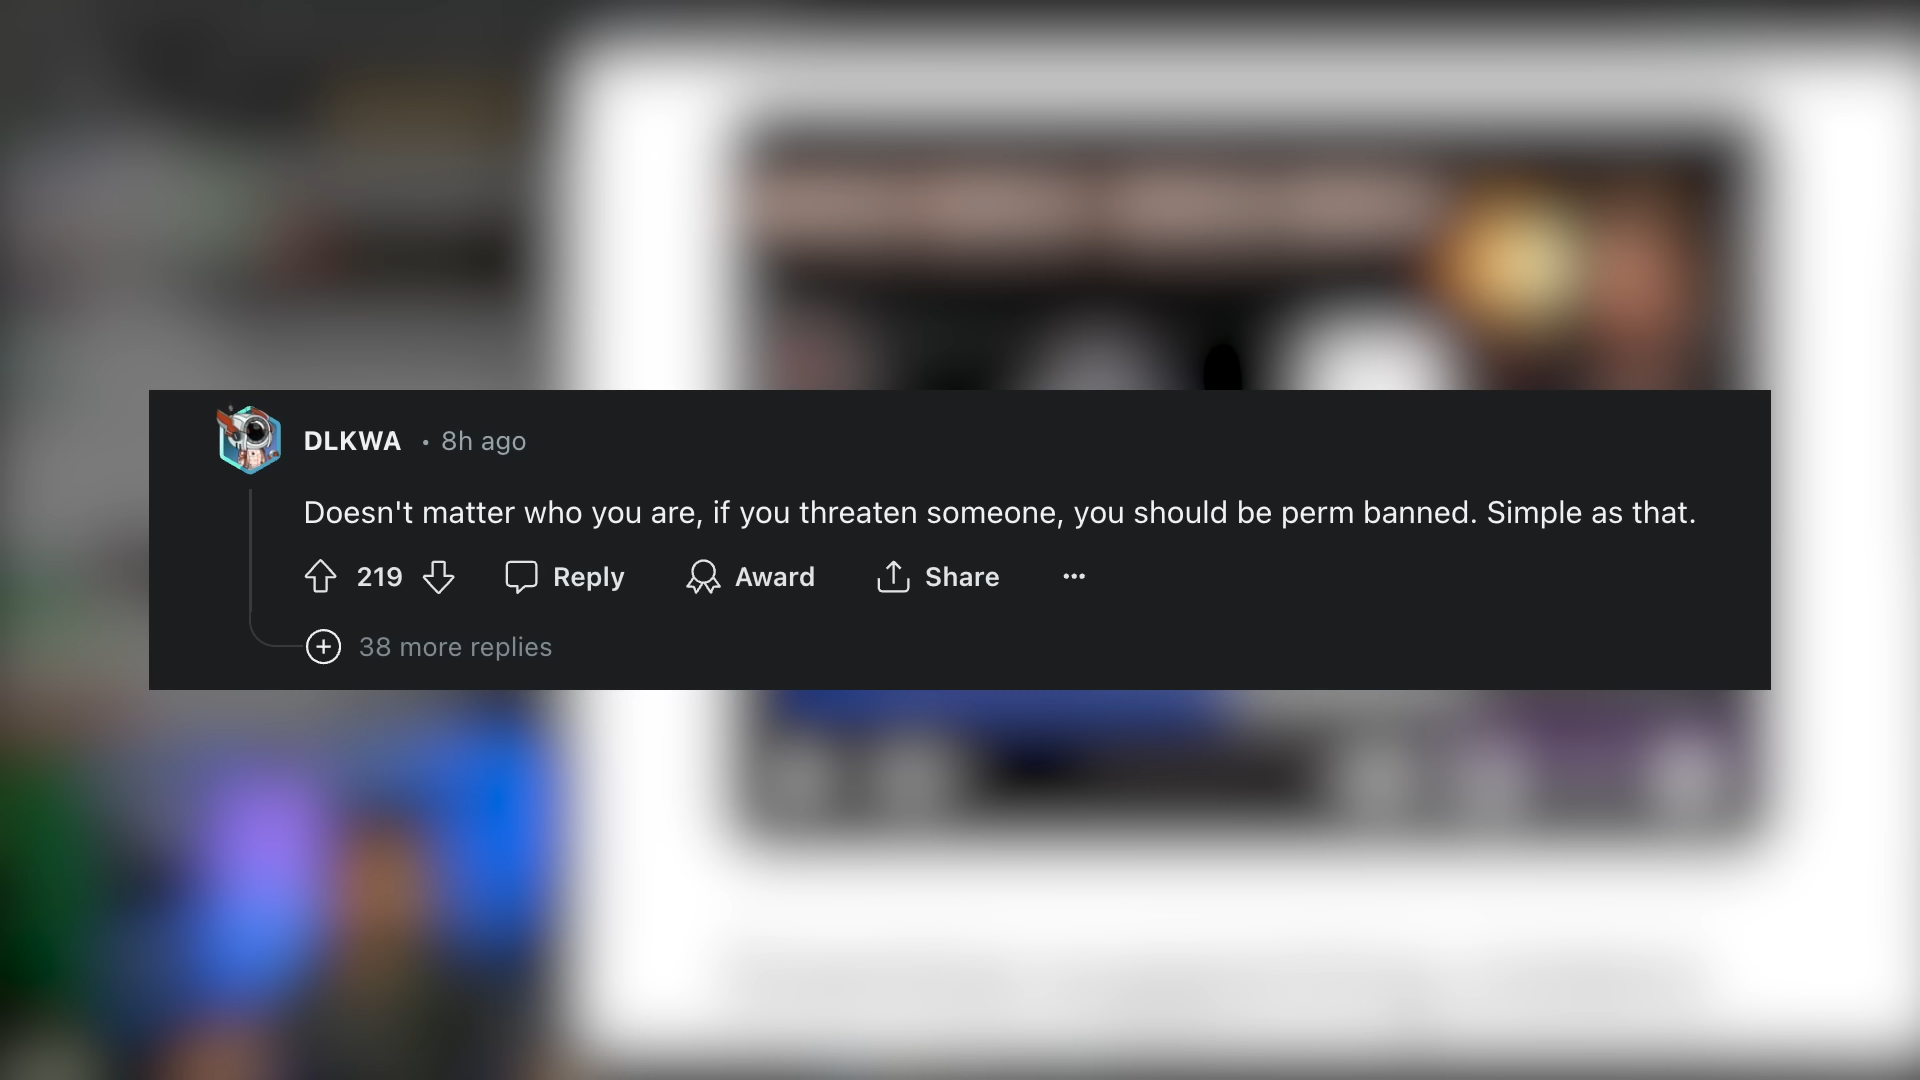 DLKWA • 8h ago
Doesn't matter who you are, if you threaten someone, you should be perm banned. Simple as that.
219 Reply Award Share ...
38 more replies